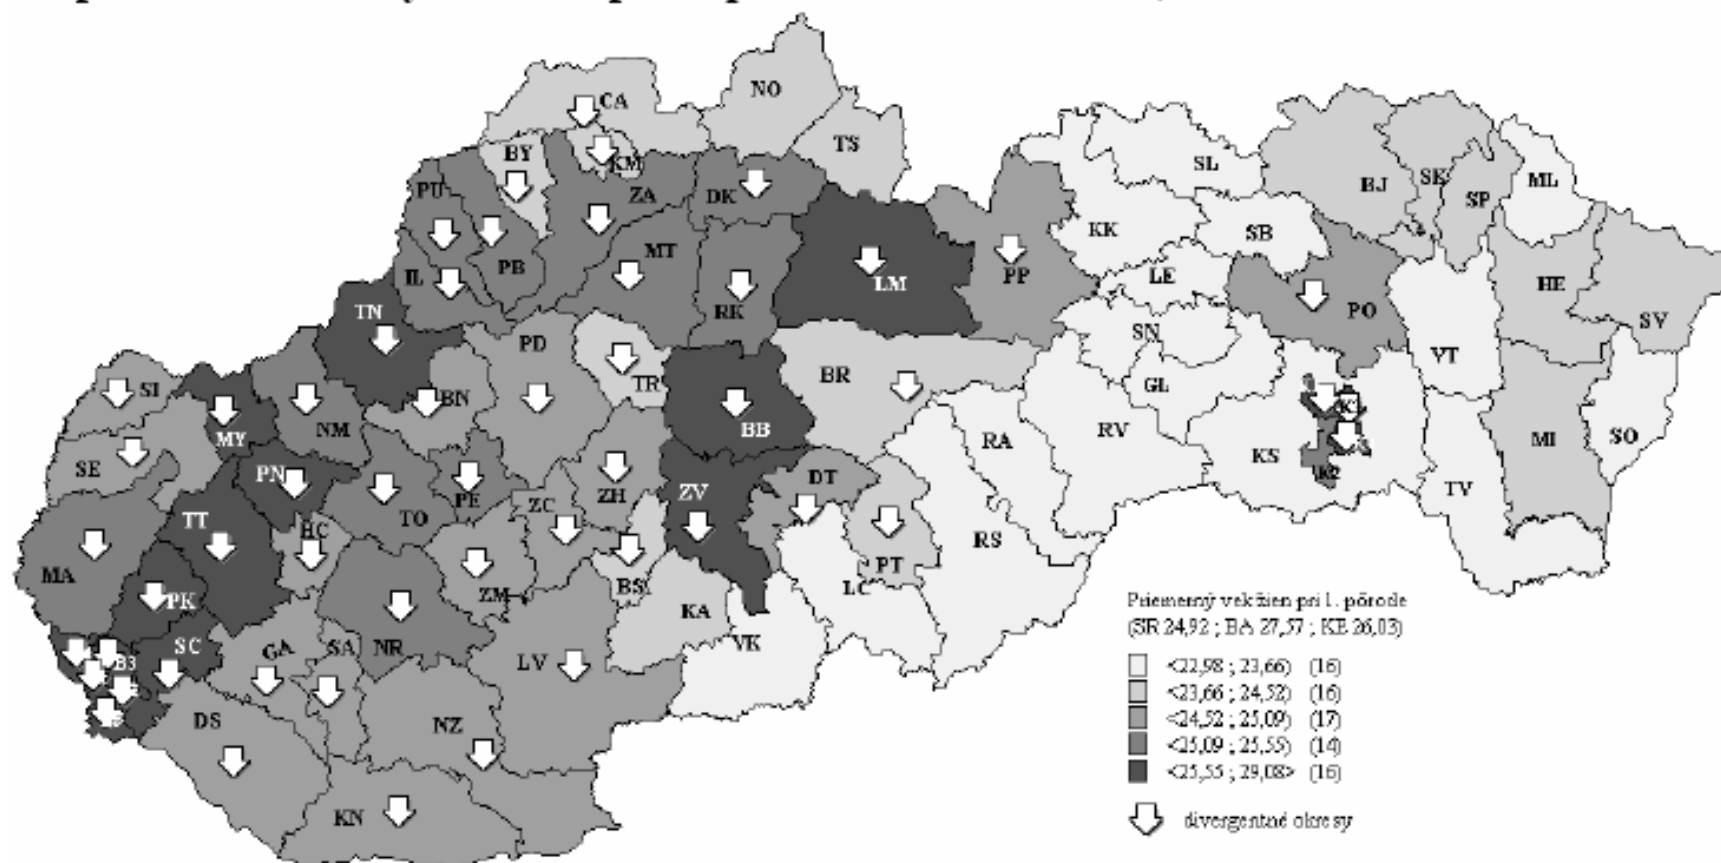 NO
CA
TS
BY
KM
SL
ML
BJ
SK
SP
PU
ZA
DK
KK
SB
MT
IL
PB
LE
HE
LM
PP
TN
RK
PO
SV
SN
PD
VT
BR
SI
TR
GL
BN
NM
MY
BB
RA
RV
MI
SO
KS
SE
PN
PE
ZH
DT
ZV
K2
TV
ZC
TT
TO
HC
RS
MA
PT
PK
ZM
BS
LC
KA
VK
SC
GA
SA
NR
B3
LV
DS
NZ
KN
Priemerný vek žien pri 1. pôrode
(SR 24,92 ; BA 27,57 ; KE 26,03)
<22,98 ; 23,66) (16)
<23,66 ; 24,52) (16)
<24,52 ; 25,09) (17)
<25,09 ; 25,55) (14)
<25,55 ; 29,08> (16)
divergentné okresy